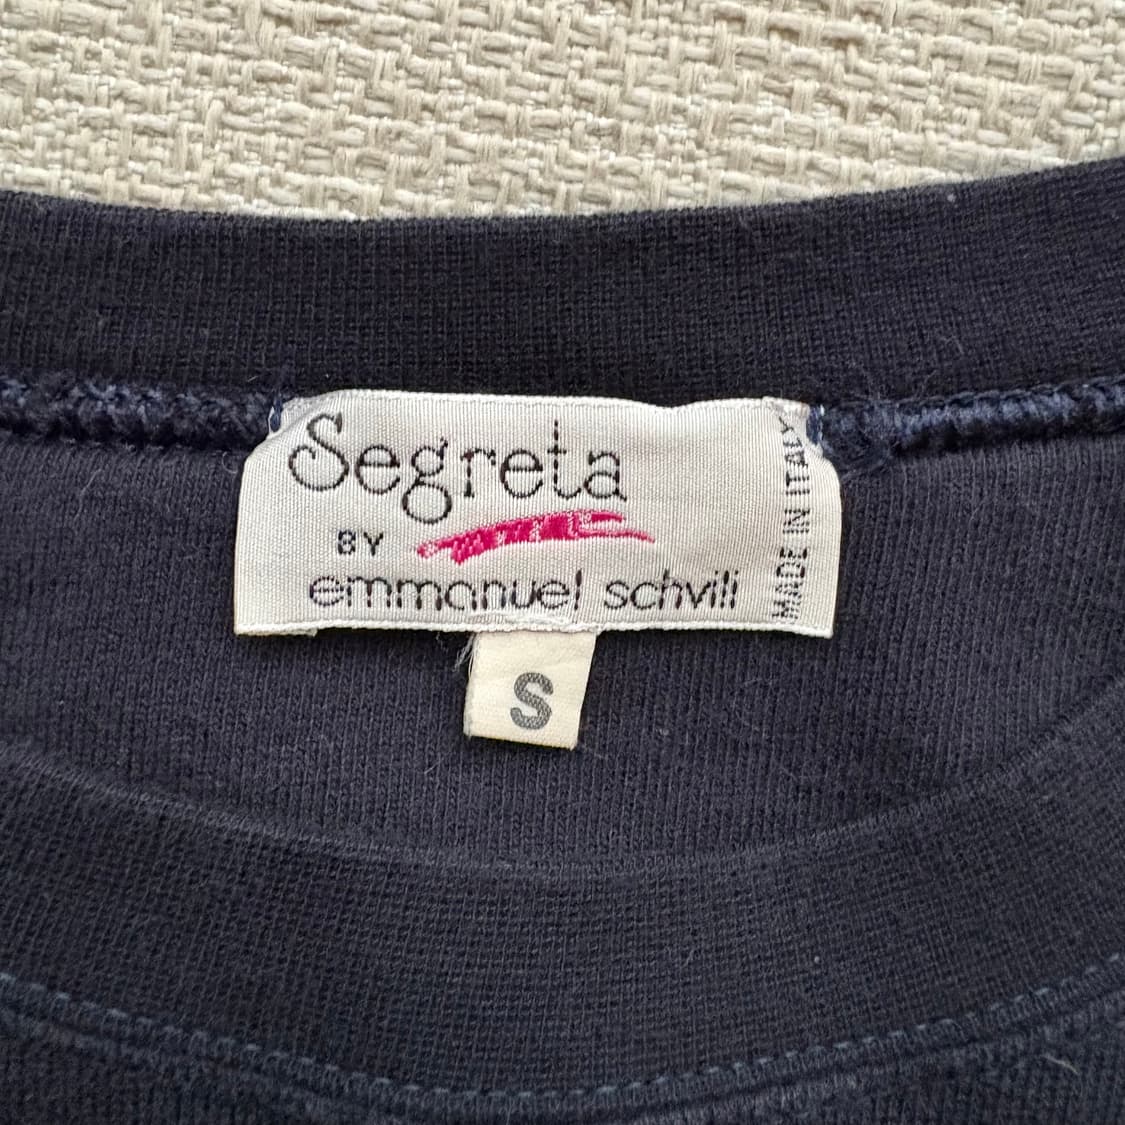 Segreta
BY
emmanuel schvili
MADE IN ITALY
S